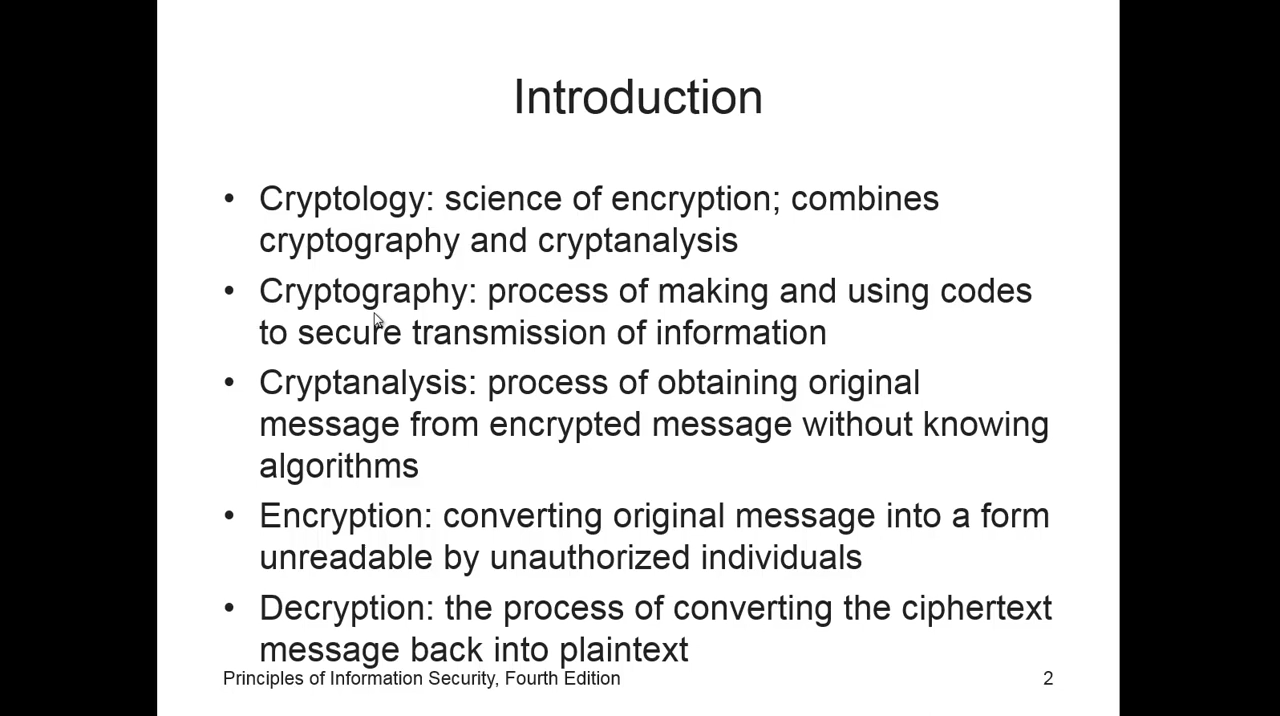 Introduction
• Cryptology: science of encryption; combines
cryptography and cryptanalysis
• Cryptography: process of making and using codes
to secure transmission of information
• Cryptanalysis: process of obtaining original
message from encrypted message without knowing
algorithms
• Encryption: converting original message into a form
unreadable by unauthorized individuals
• Decryption: the process of converting the ciphertext
message back into plaintext
Principles of Information Security, Fourth Edition 2